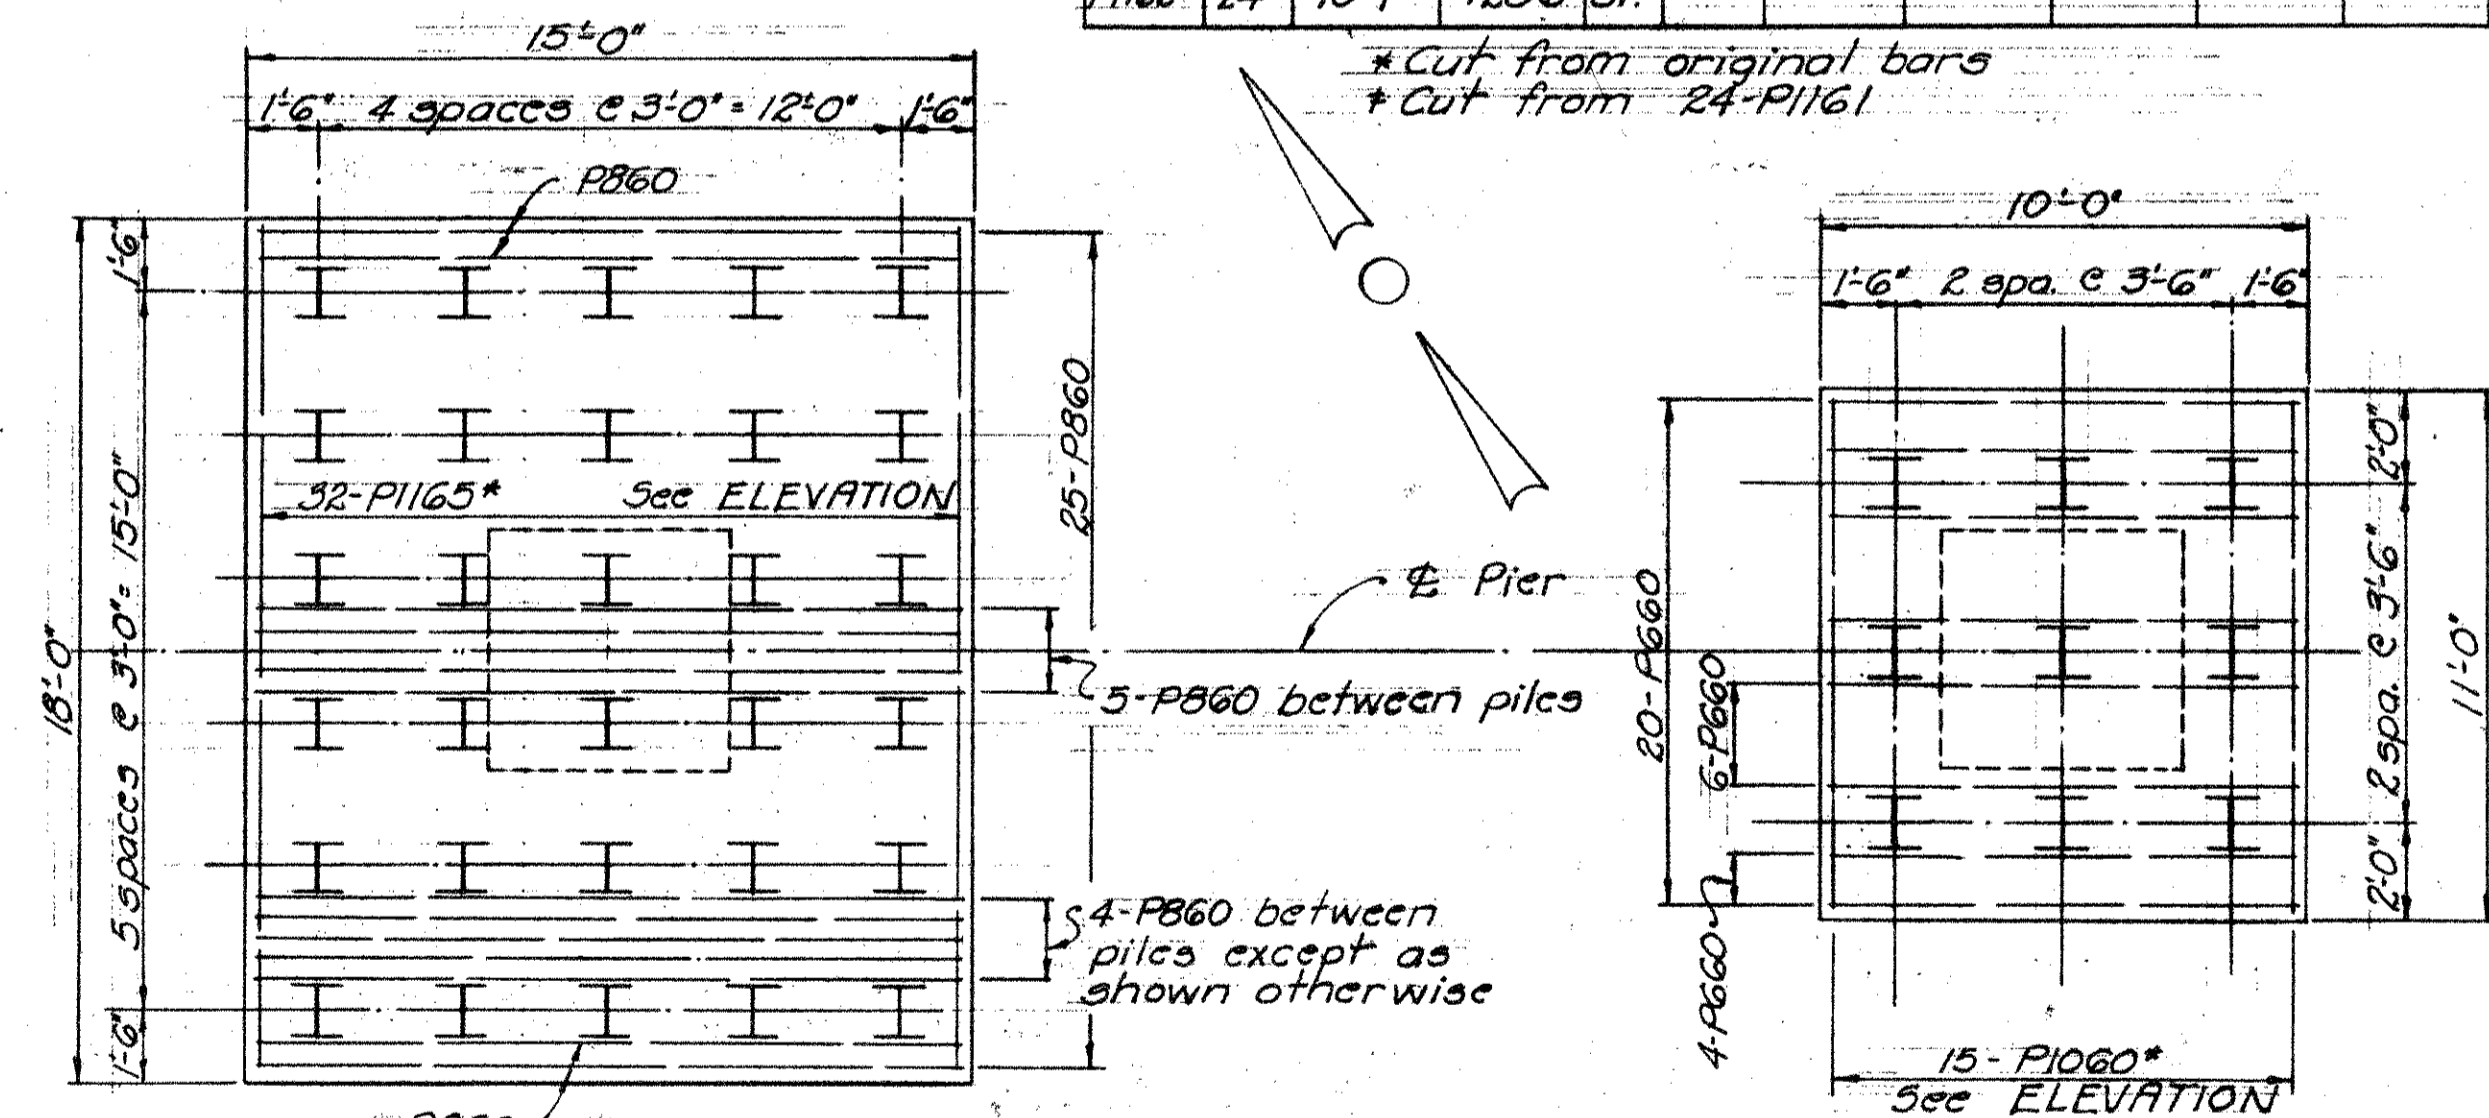 24
* Cut from original bars
ǂ Cut from 24-P1161
15'-0"
1'-6" 4 spaces @ 3'-0" = 12'-0" 1'-6"
P860
1'-6"
5 spaces @ 3'-0" = 15'-0"
1'-6"
18'-0"
32-P1165* See ELEVATION
25-P860
℄ Pier
5-P860 between piles
4-P860 between
piles except as
shown otherwise
10'-0"
1'-6" 2 spa. @ 3'-6" 1'-6"
20-P660
6-P660
4-P660
2'-0" 2 spa. @ 3'-6" 2'-0"
11'-0"
15-P1060*
See ELEVATION